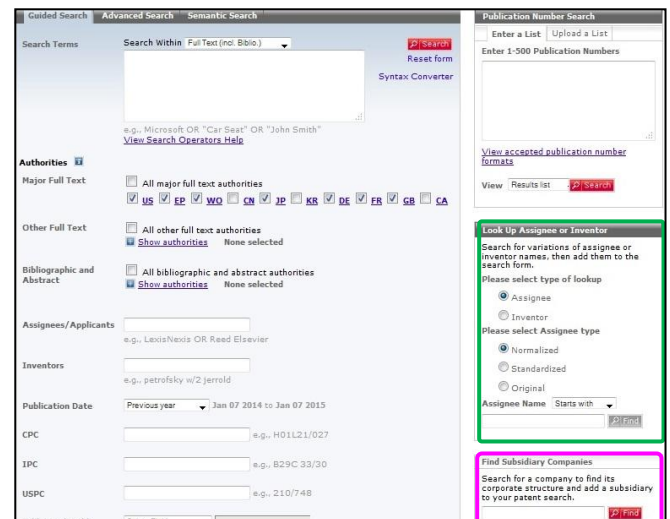 Guided Search Advanced Search Semantic Search
Search Terms
Search Within Full Text (incl. Biblio.)
Search
Reset form
Syntax Converter
e.g., Microsoft OR "Car Seat" OR "John Smith"
View Search Operators Help
Authorities
Major Full Text
All major full text authorities
US EP WO CN JP KR DE FR GB CA
Other Full Text
All other full text authorities
Show authorities None selected
Bibliographic and
Abstract
All bibliographic and abstract authorities
Show authorities None selected
Assignees/Applicants
e.g., LexisNexis OR Reed Elsevier
Inventors
e.g., petrofsky w/2 jerrold
Publication Date Previous year Jan 07 2014 to Jan 07 2015
CPC e.g., H01L21/027
IPC e.g., B29C 33/30
USPC e.g., 210/748
Publication Number Search
Enter a List Upload a List
Enter 1-500 Publication Numbers
View accepted publication number
formats
View Results list Search
Look Up Assignee or Inventor
Search for variations of assignee or
inventor names, then add them to the
search form.
Please select type of lookup
Assignee
Inventor
Please select Assignee type
Normalized
Standardized
Original
Assignee Name Starts with
Find
Find Subsidiary Companies
Search for a company to find its
corporate structure and add a subsidiary
to your patent search.
Find